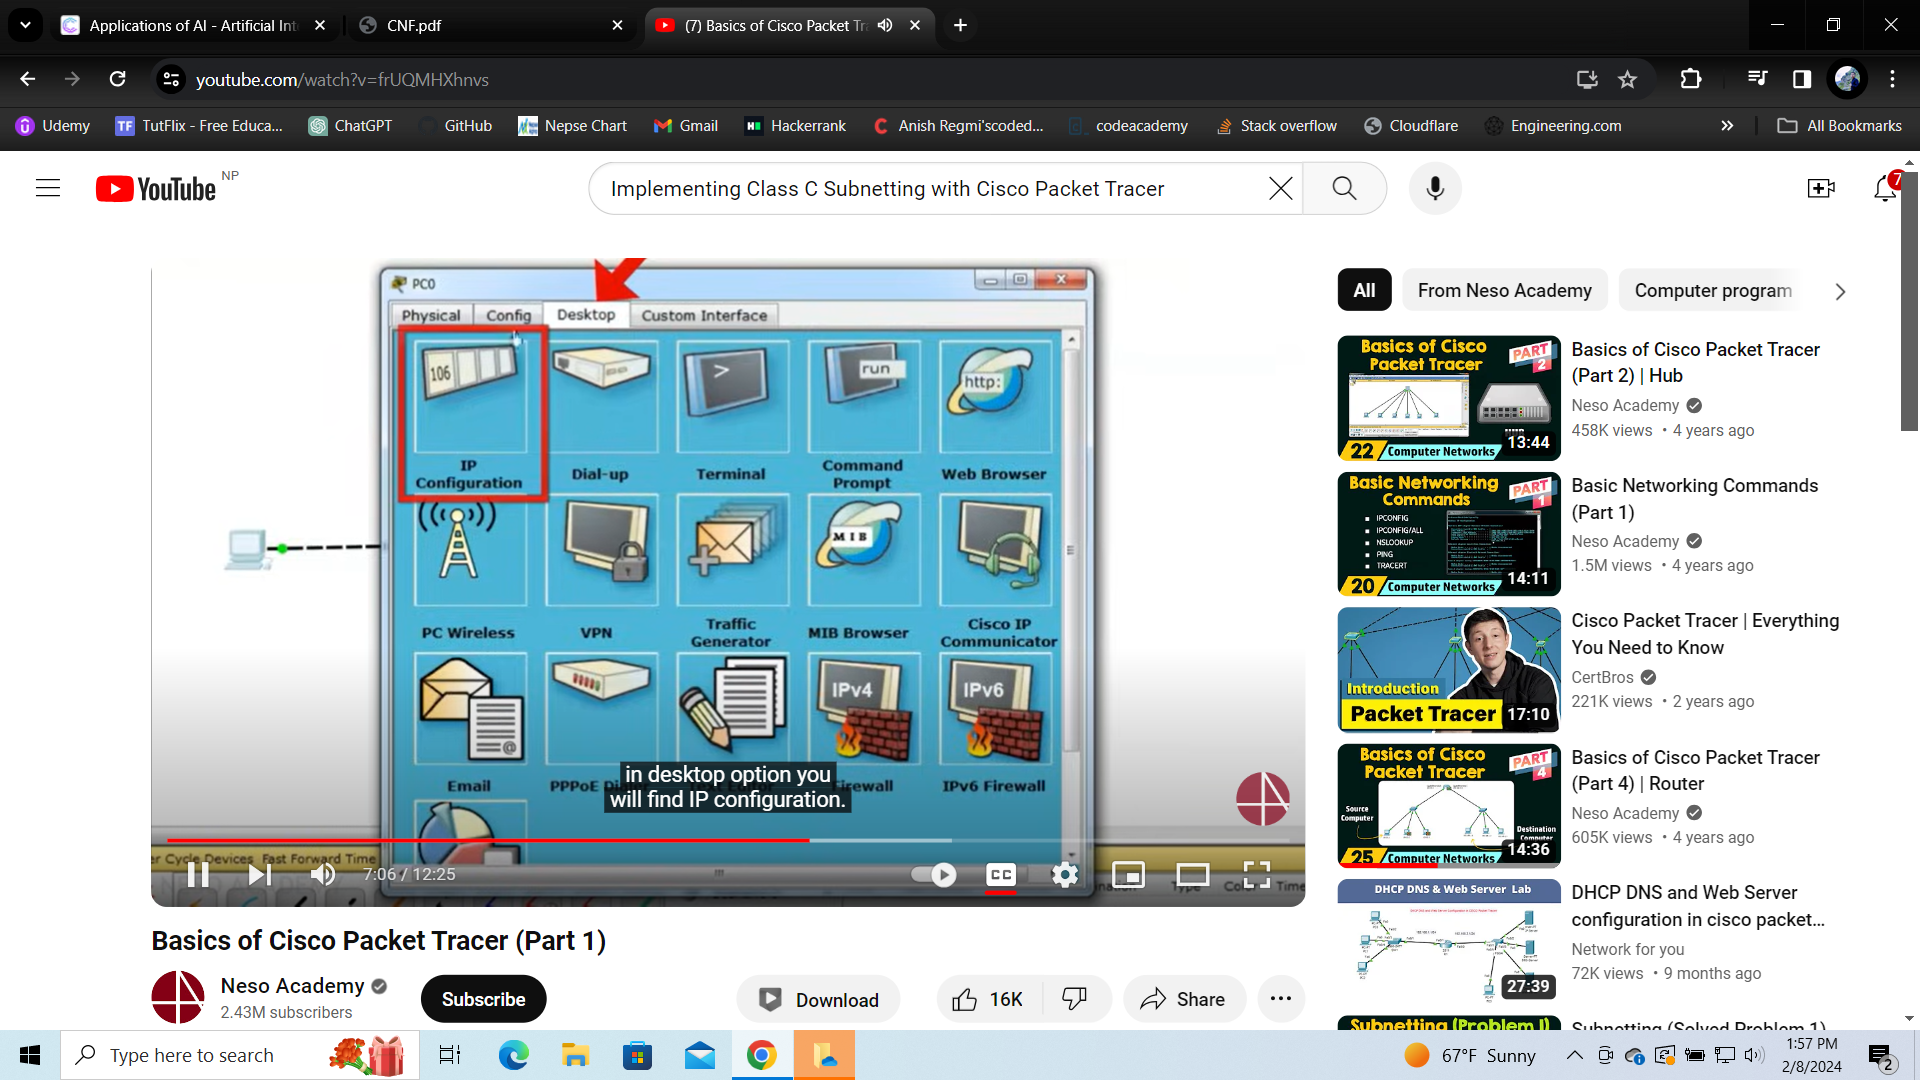 Applications of AI - Artificial Int
CNF.pdf
(7) Basics of Cisco Packet Tr
youtube.com/watch?v=frUQMHXhnvs
Udemy
TutFlix - Free Educa...
ChatGPT
GitHub
Nepse Chart
Gmail
Hackerrank
Anish Regmi'scoded...
codeacademy
Stack overflow
Cloudflare
Engineering.com
All Bookmarks
YouTube NP
Implementing Class C Subnetting with Cisco Packet Tracer
7
PC0
Physical
Config
Desktop
Custom Interface
106
run
http:
IP Configuration
Dial-up
Terminal
Command Prompt
Web Browser
MIB
PC Wireless
VPN
Traffic Generator
MIB Browser
Cisco IP Communicator
IPv4
IPv6
Email
IPv6 Firewall
in desktop option you
will find IP configuration.
er Cycle Devices Fast Forward Time
7:06 / 12:25
CC
Basics of Cisco Packet Tracer (Part 1)
Neso Academy
2.43M subscribers
Subscribe
Download
16K
Share
All
From Neso Academy
Computer program
Basics of Cisco
Packet Tracer
PART 2
22 Computer Networks
13:44
Basics of Cisco Packet Tracer
(Part 2) | Hub
Neso Academy
458K views • 4 years ago
Basic Networking
Commands
PART 1
IPCONFIG
IPCONFIG/ALL
NSLOOKUP
PING
TRACERT
20 Computer Networks
14:11
Basic Networking Commands
(Part 1)
Neso Academy
1.5M views • 4 years ago
Introduction
Packet Tracer
17:10
Cisco Packet Tracer | Everything
You Need to Know
CertBros
221K views • 2 years ago
Basics of Cisco
Packet Tracer
PART 4
Source
Computer
Destination
Computer
25 Computer Networks
14:36
Basics of Cisco Packet Tracer
(Part 4) | Router
Neso Academy
605K views • 4 years ago
DHCP DNS & Web Server Lab
27:39
DHCP DNS and Web Server
configuration in cisco packet...
Network for you
72K views • 9 months ago
Subnetting (Problem 1)
Subnetting (Solved Problem 1)
Type here to search
67°F Sunny
1:57 PM
2/8/2024
2